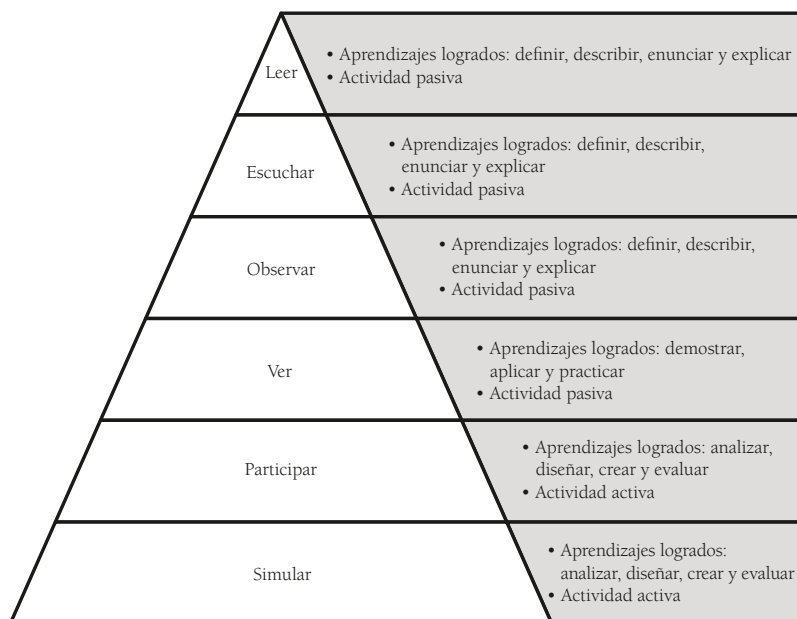 Leer
• Aprendizajes logrados: definir, describir, enunciar y explicar
• Actividad pasiva
Escuchar
• Aprendizajes logrados: definir, describir,
enunciar y explicar
• Actividad pasiva
Observar
• Aprendizajes logrados: definir, describir,
enunciar y explicar
• Actividad pasiva
Ver
• Aprendizajes logrados: demostrar,
aplicar y practicar
• Actividad pasiva
Participar
• Aprendizajes logrados: analizar,
diseñar, crear y evaluar
• Actividad activa
Simular
• Aprendizajes logrados:
analizar, diseñar, crear y evaluar
• Actividad activa